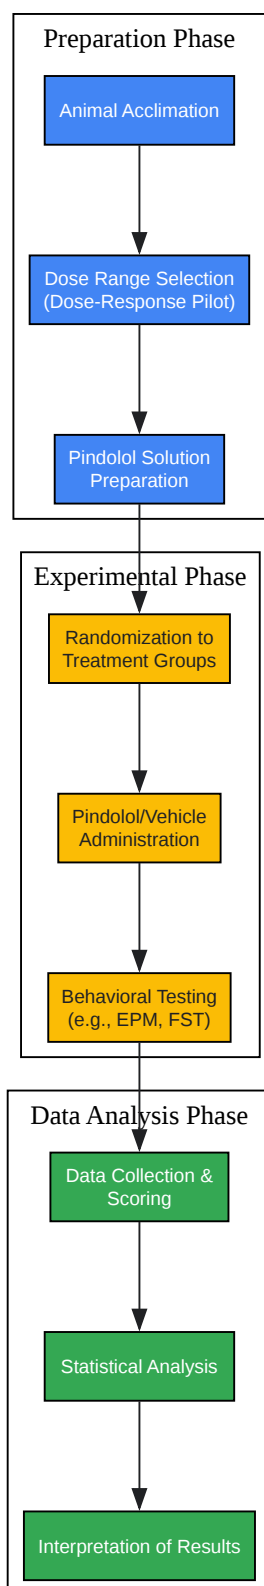 Preparation Phase
Animal Acclimation
Dose Range Selection
(Dose-Response Pilot)
Pindolol Solution
Preparation
Experimental Phase
Randomization to
Treatment Groups
Pindolol/Vehicle
Administration
Behavioral Testing
(e.g., EPM, FST)
Data Analysis Phase
Data Collection &
Scoring
Statistical Analysis
Interpretation of Results